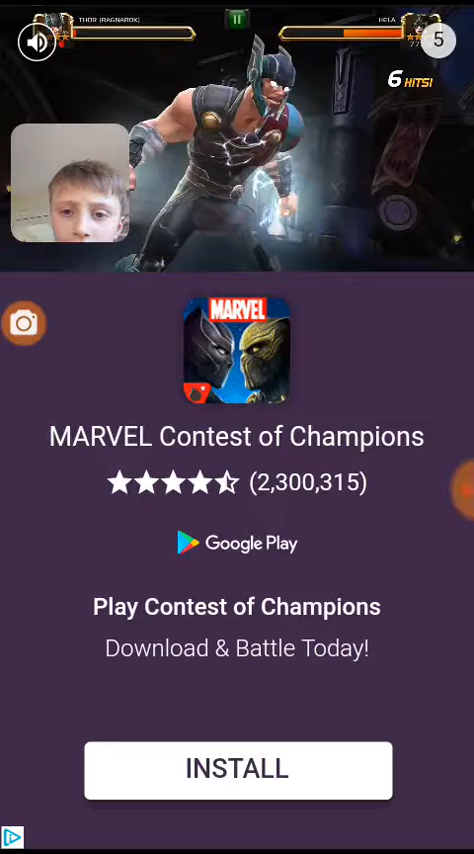 THOR (RAGNAROK)
HELA
5
6 HITS!
MARVEL
MARVEL Contest of Champions
(2,300,315)
Google Play
Play Contest of Champions
Download & Battle Today!
INSTALL